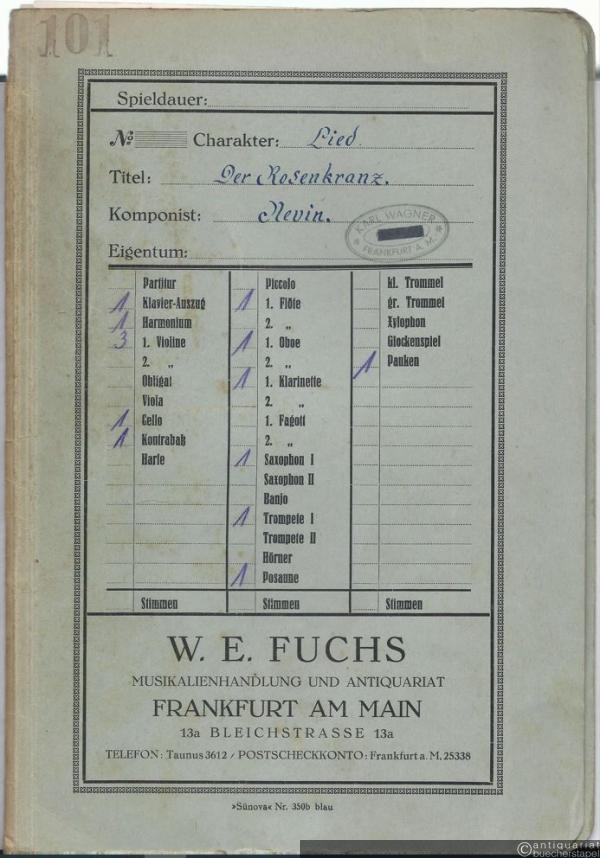 101
Spieldauer:
№ Charakter: Lied.
Titel: Der Rosenkranz.
Komponist: Nevin.
KARL WAGNER
FRANKFURT A. M.
Eigentum:
Partitur
1 Klavier-Auszug
1 Harmonium
3 1. Violine
2. „
Obligat
Viola
1 Cello
1 Kontrabaß
Harfe
Stimmen
Piccolo
1 1. Flöte
2. „
1 1. Oboe
2. „
1 1. Klarinette
2. „
1. Fagott
2. „
1 Saxophon I
Saxophon II
Banjo
1 Trompete I
Trompete II
Hörner
1 Posaune
Stimmen
kl. Trommel
gr. Trommel
Xylophon
Glockenspiel
1 Pauken
Stimmen
W. E. FUCHS
MUSIKALIENHANDLUNG UND ANTIQUARIAT
FRANKFURT AM MAIN
13a BLEICHSTRASSE 13a
TELEFON: Taunus 3612 / POSTSCHECKKONTO: Frankfurt a. M. 25338
»Sünova« Nr. 350b blau
antiquariat
buecherstapel